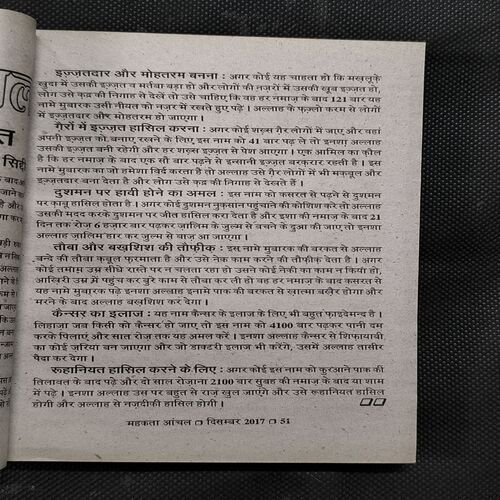 इज़्ज़तदार और मोहतरम बनना : अगर कोई यह चाहता हो कि मख़लूके
ख़ुदा में उसकी इज़्ज़त व मर्तबा बड़ा हो और लोगों की नज़रों में उसकी ख़ूब इज़्ज़त हो,
लोग उसे क़द्र की निगाह से देखें तो उसे चाहिए कि वह हर नमाज़ के बाद 121 बार यह
नामे मुबारक उसी नीयत को नज़र में रखते हुए पढ़े । अल्लाह के फज़्लो करम से लोगों
में इज़्ज़तदार और मोहतरम हो जाएगा ।
ग़ैरों में इज़्ज़त हासिल करना : अगर कोई शख़्स ग़ैर लोगों में जाए और वहां
अपनी इज़्ज़त को बनाए रखने के लिए इस नाम को 41 बार पढ़ ले तो इनशा अल्लाह
उसकी इज़्ज़त बनी रहेगी और हर शख़्स इज़्ज़त से पेश आएगा । एक आमिल का क़ौल
है कि हर नमाज़ के बाद एक सौ बार पढ़ने से इन्सानी इज़्ज़त बरक़रार रहती है । इस
नामे मुबारक का जो हमेशा विर्द करता है तो अल्लाह उसे ग़ैर लोगों में भी मक़बूल और
इज़्ज़तदार बना देता है और लोग उसे क़द्र की निगाह से देखते हैं ।
दुशमन पर हावी होने का अमल : इस नाम को कसरत से पढ़ने से दुशमन
पर क़ाबू हासिल होता है । अगर कोई दुशमन नुक़सान पहुंचाने की कोशिश करे तो अल्लाह
उसकी मदद करके दुशमन पर जीत हासिल करा देता है और इशा की नमाज़ के बाद 21
दिन तक रोज़ 6 हज़ार बार पढ़कर ज़ालिम के ज़ुल्म से बचने के दुआ की जाए तो इनशा
अल्लाह ज़ालिम हार कर ज़ुल्म से बाज़ आ जाएगा ।
तौबा और बख़शिश की तौफीक़ : इस नामे मुबारक की बरकत से अल्लाह
बन्दे की तौबा क़बूल फरमाता है और उसे नेक काम करने की तौफीक़ देता है । अगर
कोई तमाम उम्र सीधे रास्ते पर न चलता रहा हो उसने कोई नेकी का काम न किया हो,
आख़िरी उम्र में पहुंच कर बुरे काम से तौबा कर ली हो वह हर नमाज़ के बाद कसरत से
यह नामे मुबारक पढ़े इनशा अल्लाह इनामे पाक की बरकत से ख़ात्मा बख़ैर होगा और
मरने के बाद अल्लाह बख़शिश कर देगा ।
कैन्सर का इलाज : यह नाम कैन्सर के इलाज के लिए भी बहुत फाइदेमन्द है ।
लिहाजा जब किसी को कैन्सर हो जाए तो इस नाम को 4100 बार पढ़कर पानी दम
करके पिलाएं और सात रोज़ तक यह अमल करें । इनशा अल्लाह कैन्सर से शिफायाबी
का कोई ज़रिया बन जाएगा और जो डाकटरी इलाज भी करेंगे, उसमें अल्लाह तासीर
पैदा कर देगा ।
रूहानियत हासिल करने के लिए : अगर कोई इस नाम को क़ुरआने पाक की
तिलावत के बाद पढ़े और दो साल रोज़ाना 2100 बार सुबह की नमाज़ के बाद या शाम
में पढ़े । इनशा अल्लाह उस पर बहुत से राज़ खुल जाएंगे और उसे रूहानियत हासिल
होगी और अल्लाह से नज़दीकी हासिल होगी ।
महकता आंचल □ दिसम्बर 2017 □ 51